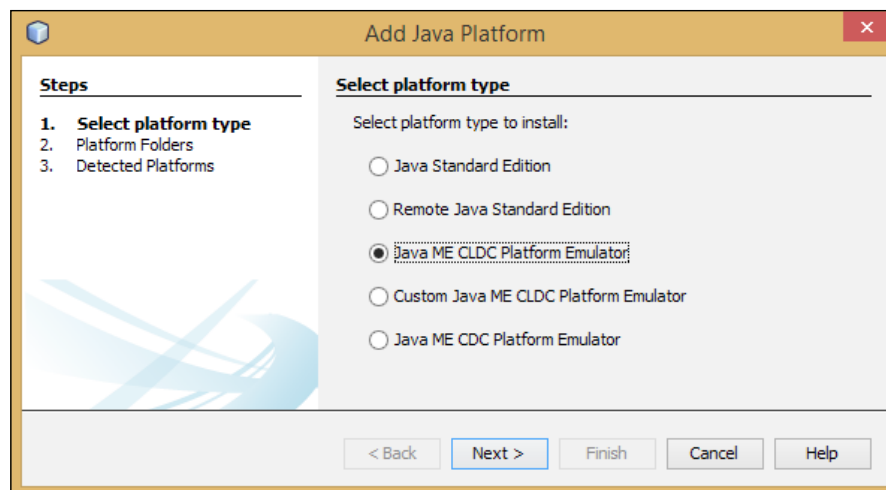 Add Java Platform
Steps
1. Select platform type
2. Platform Folders
3. Detected Platforms
Select platform type
Select platform type to install:
Java Standard Edition
Remote Java Standard Edition
Java ME CLDC Platform Emulator
Custom Java ME CLDC Platform Emulator
Java ME CDC Platform Emulator
< Back Next > Finish Cancel Help